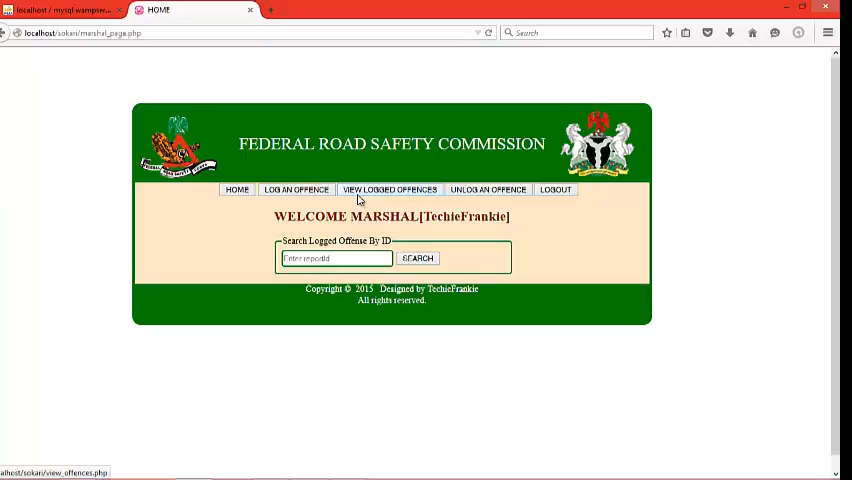 localhost / mysql wampser...
HOME
localhost/sokari/marshal_page.php
Search
FEDERAL ROAD SAFETY COMMISSION
HOME LOG AN OFFENCE VIEW LOGGED OFFENCES UNLOG AN OFFENCE LOGOUT
WELCOME MARSHAL[TechieFrankie]
Search Logged Offense By ID
Enter reportId SEARCH
Copyright © 2015 Designed by TechieFrankie
All rights reserved.
alhost/sokari/view_offences.php